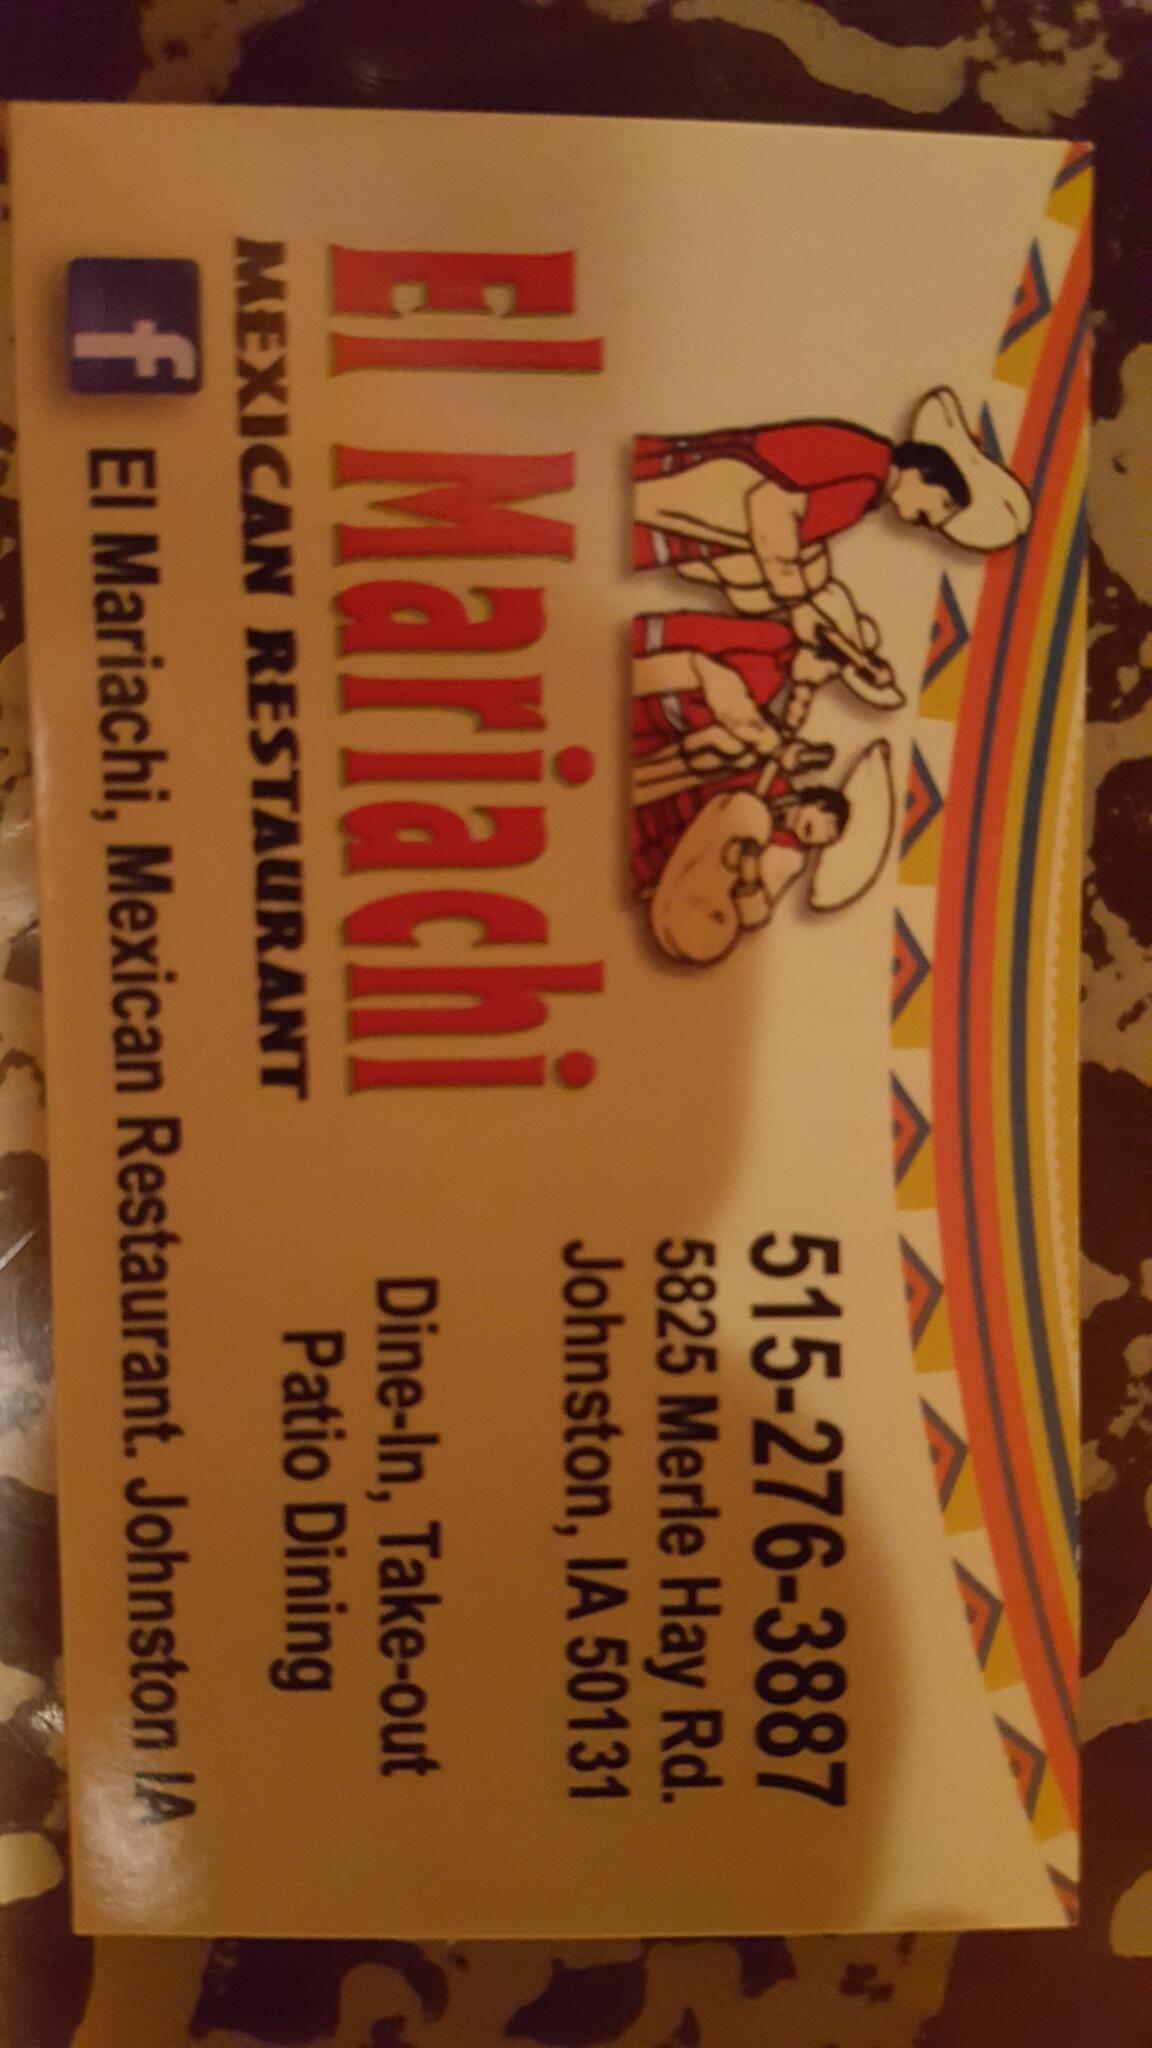 515-276-3887
5825 Merle Hay Rd.
Johnston, IA 50131
El Mariachi
MEXICAN RESTAURANT
Dine-In, Take-out
Patio Dining
f El Mariachi, Mexican Restaurant. Johnston IA